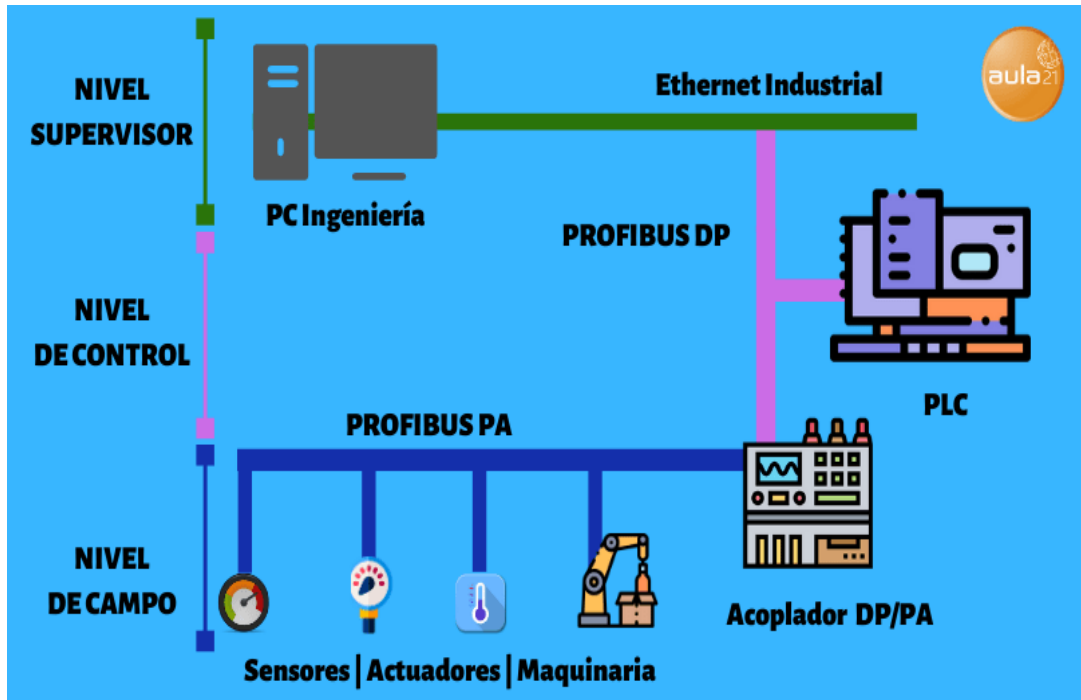 NIVEL
SUPERVISOR
Ethernet Industrial
aula21
PC Ingeniería
PROFIBUS DP
NIVEL
DE CONTROL
PLC
PROFIBUS PA
NIVEL
DE CAMPO
Acoplador DP/PA
Sensores | Actuadores | Maquinaria